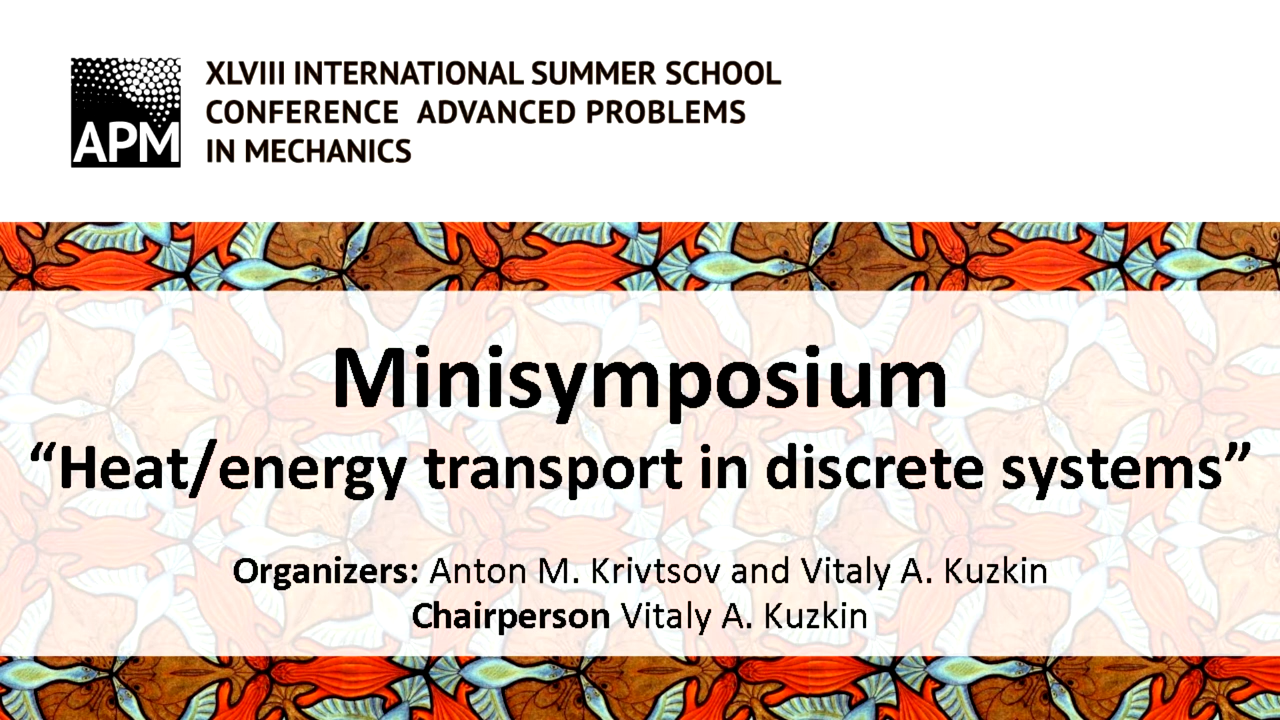 APM
XLVIII INTERNATIONAL SUMMER SCHOOL
CONFERENCE ADVANCED PROBLEMS
IN MECHANICS
Minisymposium
“Heat/energy transport in discrete systems”
Organizers: Anton M. Krivtsov and Vitaly A. Kuzkin
Chairperson Vitaly A. Kuzkin